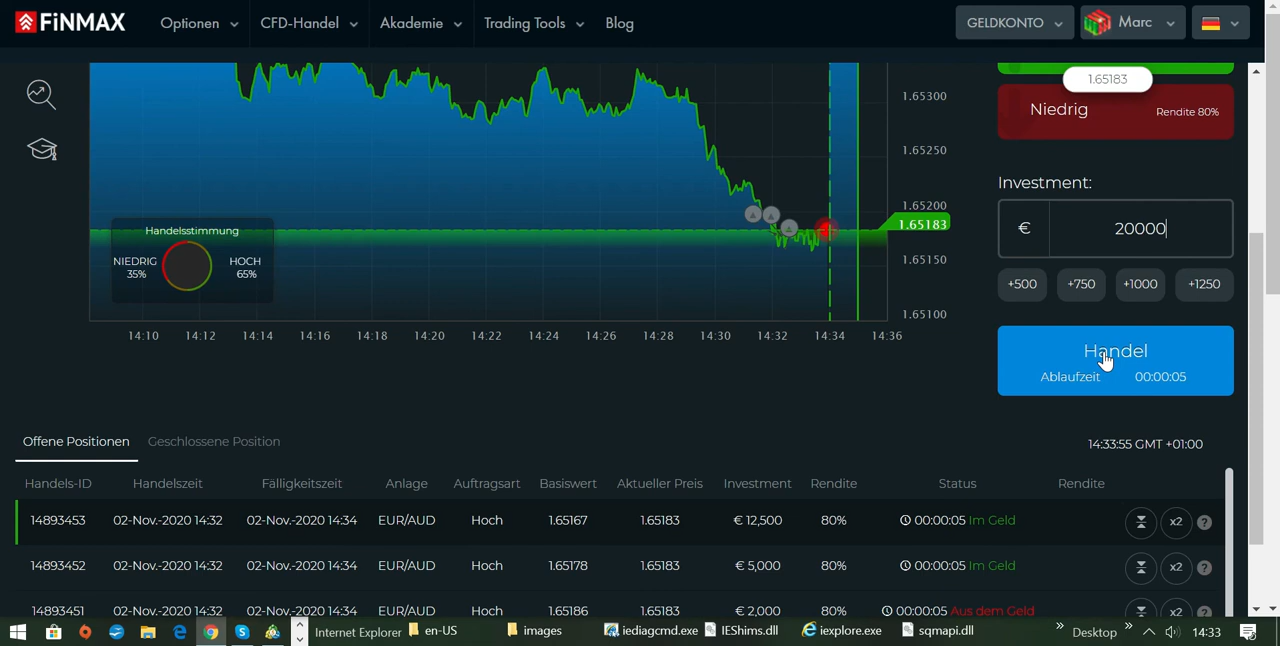 FiNMAX Optionen CFD-Handel Akademie Trading Tools Blog GELDKONTO Marc
1.65183
1.65300
Niedrig Rendite 80%
1.65250
Investment:
1.65200
€ 20000
1.65183
Handelsstimmung
NIEDRIG HOCH
35% 65%
1.65150
+500 +750 +1000 +1250
1.65100
14:10 14:12 14:14 14:16 14:18 14:20 14:22 14:24 14:26 14:28 14:30 14:32 14:34 14:36
Handel
Ablaufzeit 00:00:05
Offene Positionen Geschlossene Position 14:33:55 GMT +01:00
Handels-ID Handelszeit Fälligkeitszeit Anlage Auftragsart Basiswert Aktueller Preis Investment Rendite Status Rendite
14893453 02-Nov.-2020 14:32 02-Nov.-2020 14:34 EUR/AUD Hoch 1.65167 1.65183 € 12,500 80% 00:00:05 Im Geld x2 ?
14893452 02-Nov.-2020 14:32 02-Nov.-2020 14:34 EUR/AUD Hoch 1.65178 1.65183 € 5,000 80% 00:00:05 Im Geld x2 ?
14893451 02-Nov.-2020 14:32 02-Nov.-2020 14:34 EUR/AUD Hoch 1.65186 1.65183 € 2,000 80% 00:00:05 Aus dem Geld x2 ?
Internet Explorer en-US images iediagcmd.exe IEShims.dll iexplore.exe sqmapi.dll » Desktop » 14:33